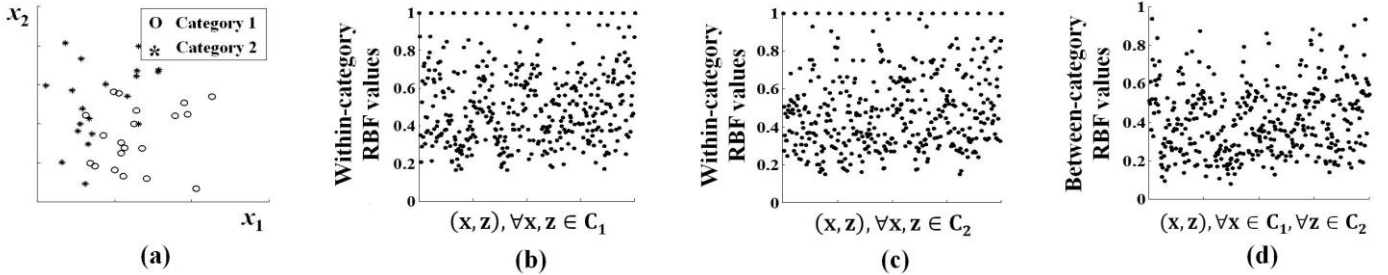 x₂
O Category 1
* Category 2
x₁
(a)
Within-category
RBF values
1
0.8
0.6
0.4
0.2
0
(x, z), ∀x, z ∈ C₁
(b)
Within-category
RBF values
1
0.8
0.6
0.4
0.2
0
(x, z), ∀x, z ∈ C₂
(c)
Between-category
RBF values
1
0.8
0.6
0.4
0.2
0
(x, z), ∀x ∈ C₁, ∀z ∈ C₂
(d)